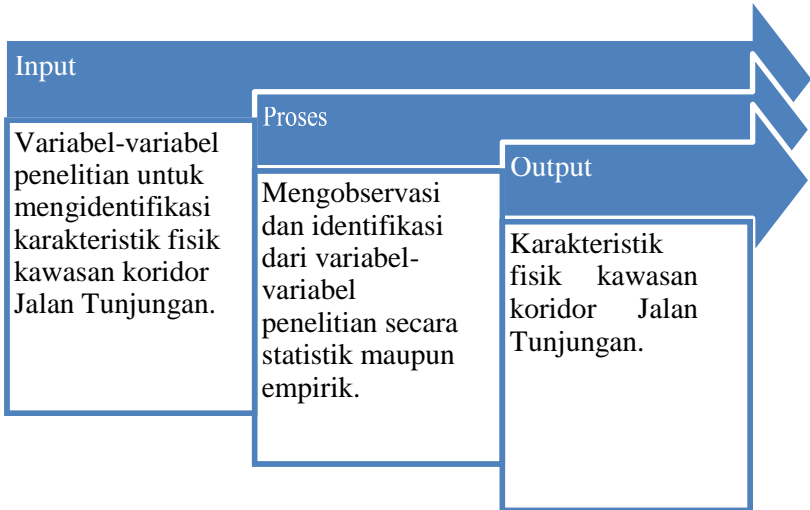 Input
Variabel-variabel
penelitian untuk
mengidentifikasi
karakteristik fisik
kawasan koridor
Jalan Tunjungan.
Proses
Mengobservasi
dan identifikasi
dari variabel-
variabel
penelitian secara
statistik maupun
empirik.
Output
Karakteristik
fisik kawasan
koridor Jalan
Tunjungan.